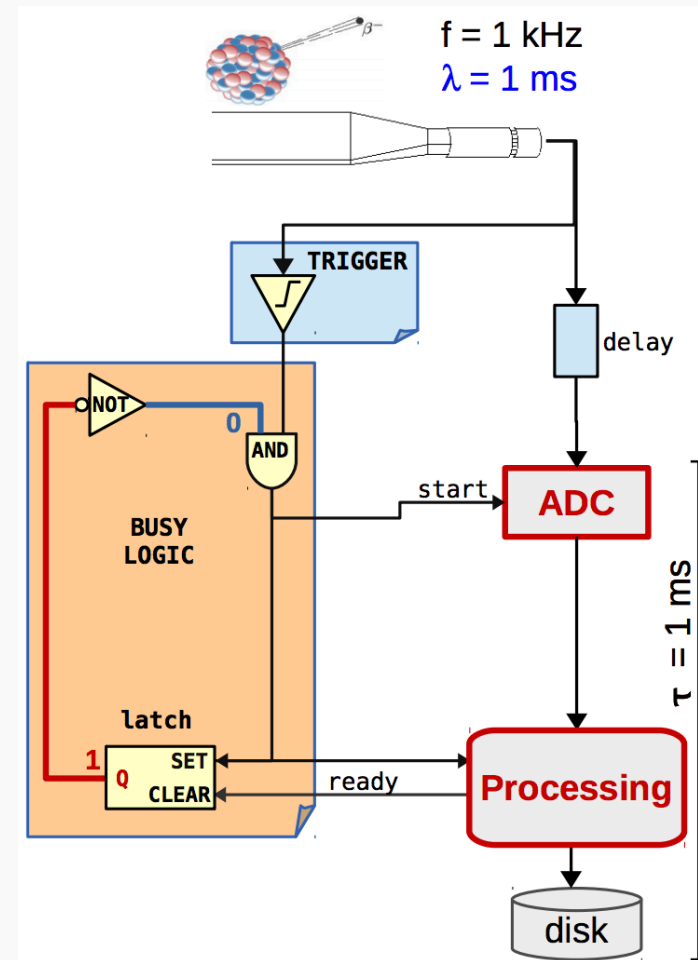 β⁻
f = 1 kHz
λ = 1 ms
TRIGGER
delay
NOT
0
AND
start
ADC
BUSY
LOGIC
τ = 1 ms
latch
1
Q
SET
CLEAR
ready
Processing
disk